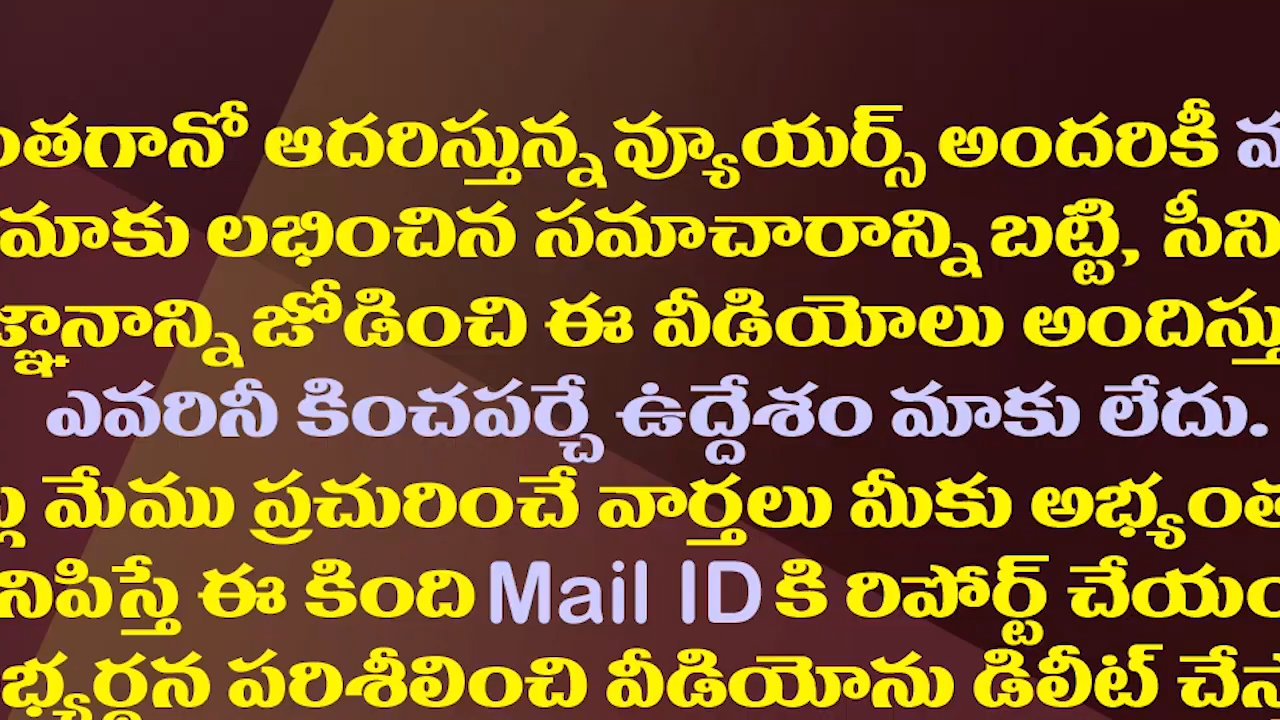 ఆదరిస్తున్న వ్యూయర్స్ అందరికీ
మాకు లభించిన సమాచారాన్ని బట్టి,
జోడించి ఈ వీడియోలు
ఎవరినీ కించపర్చే ఉద్దేశం మాకు లేదు.
మేము ప్రచురించే వార్తలు మీకు
ఈ కింది Mail ID కి రిపోర్ట్
పరిశీలించి వీడియోను డిలీట్